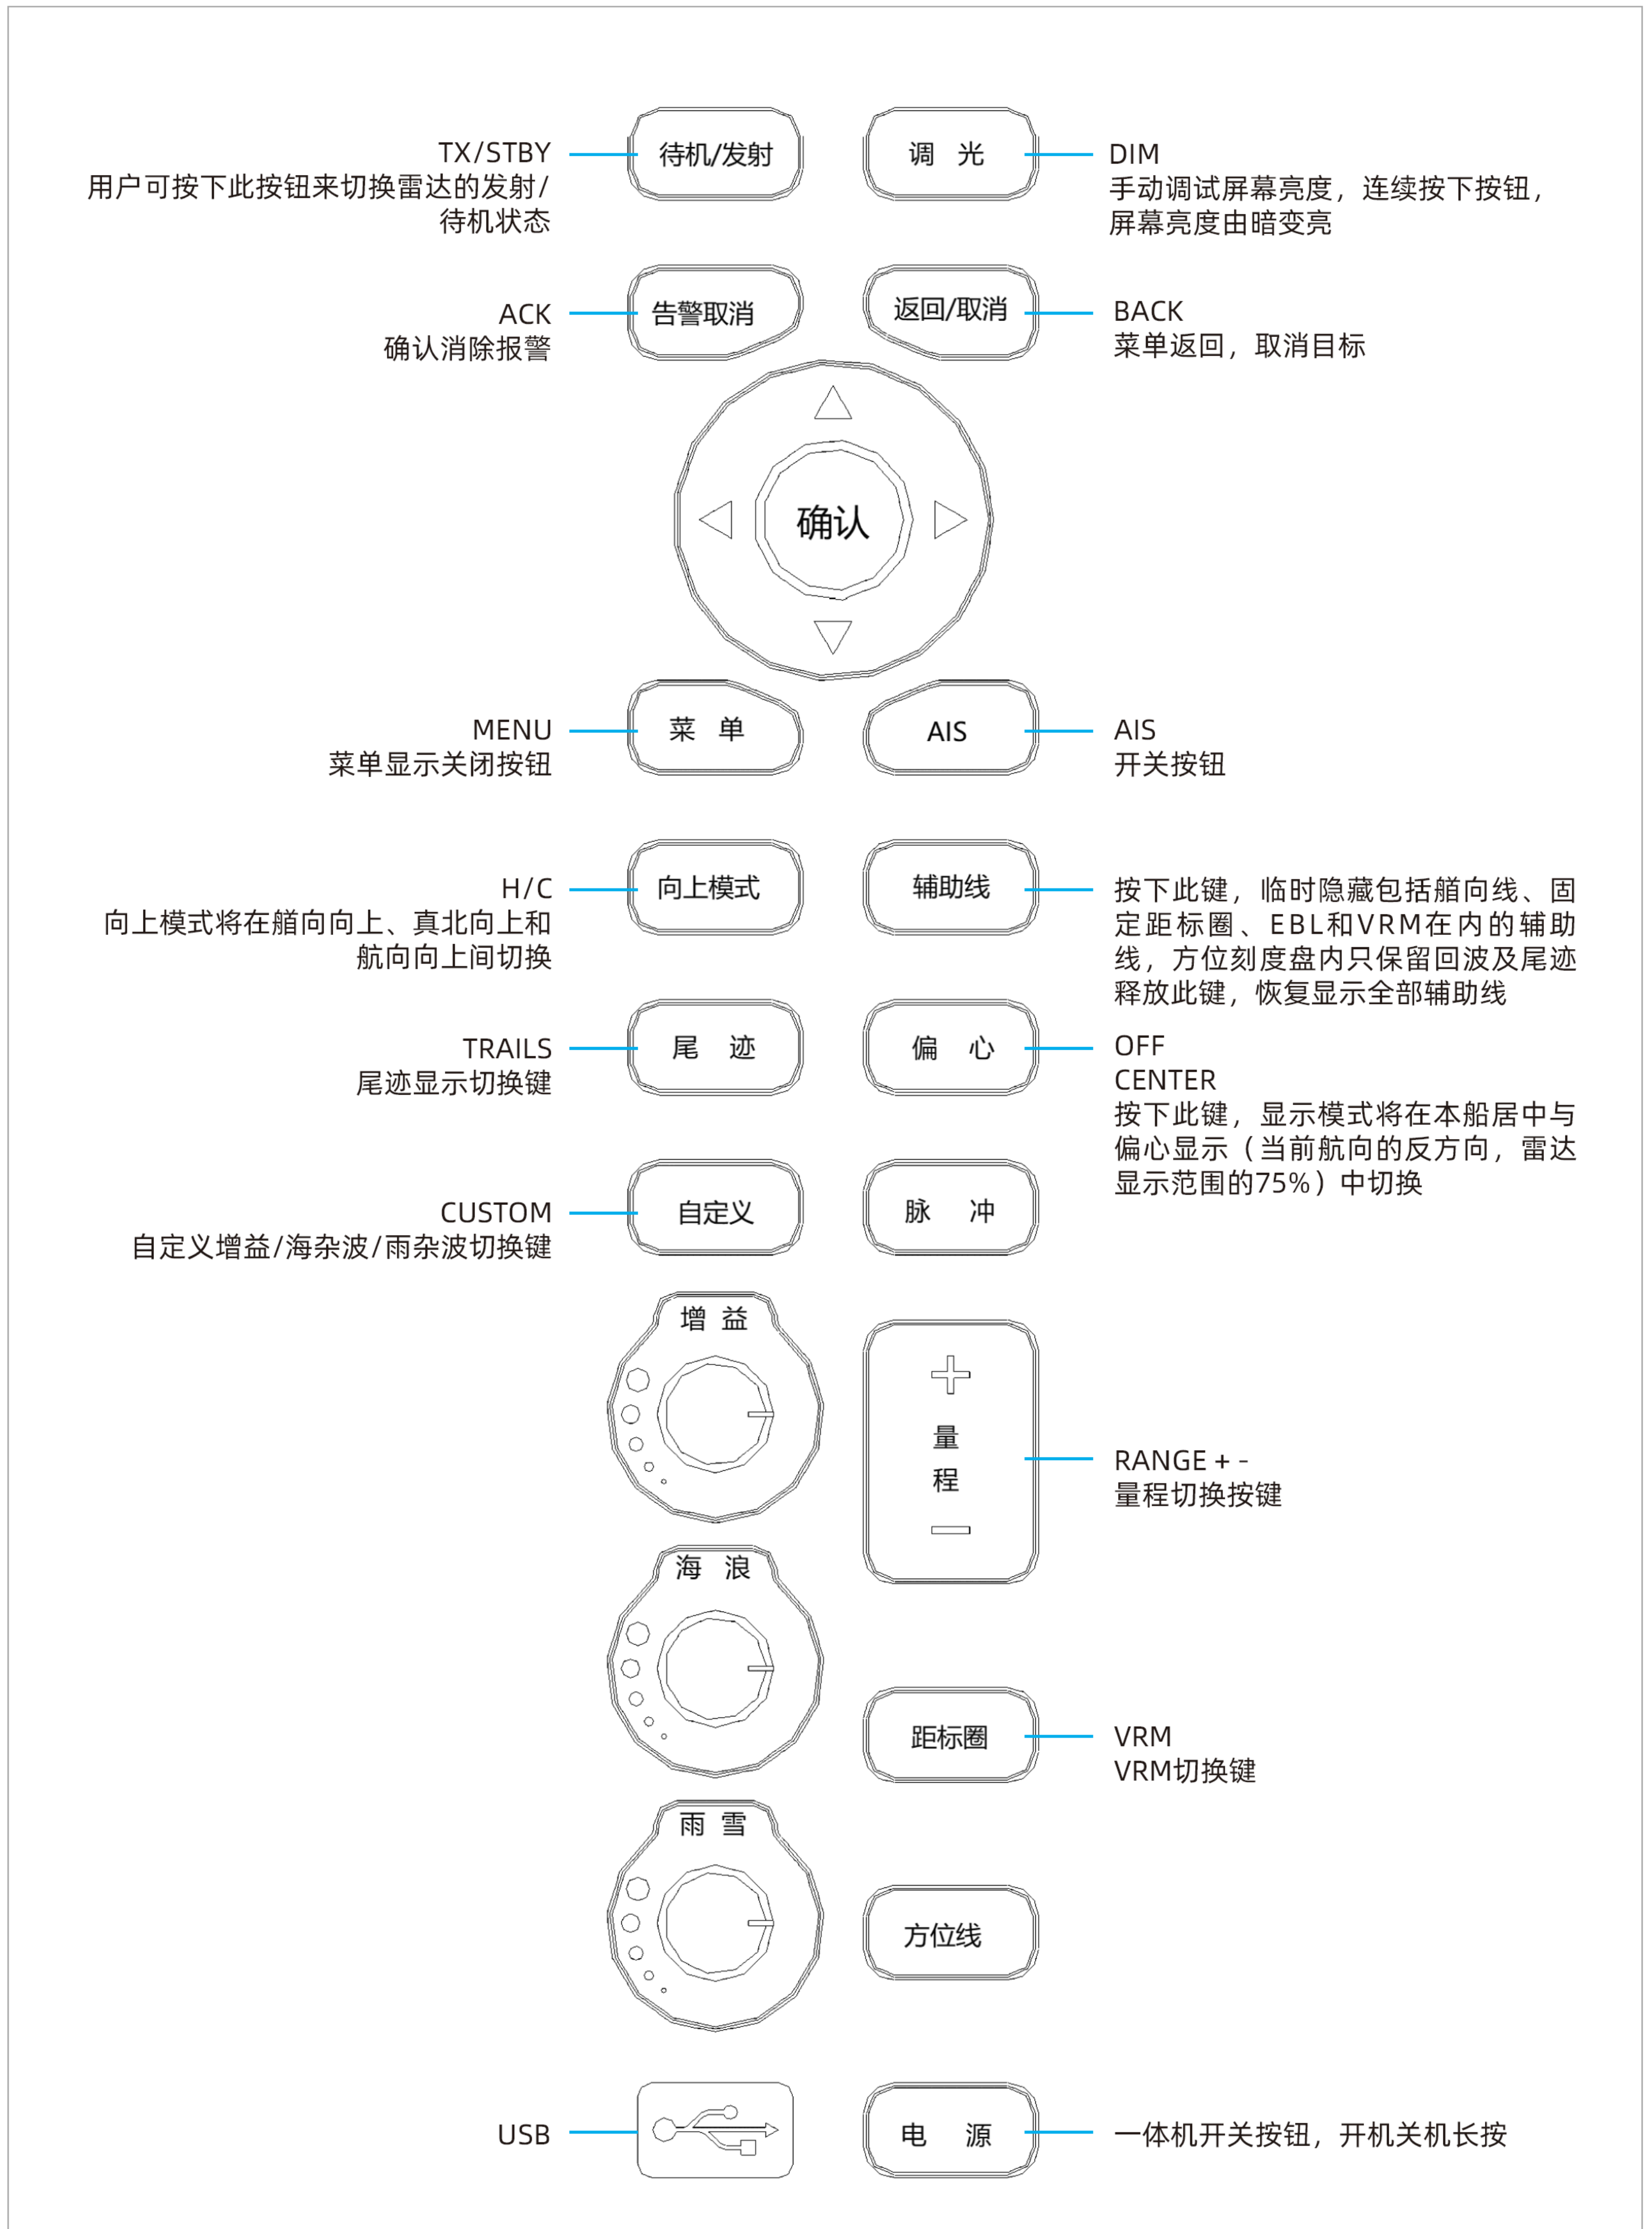 待机/发射
TX/STBY
用户可按下此按钮来切换雷达的发射/
待机状态
调 光
DIM
手动调试屏幕亮度，连续按下按钮，
屏幕亮度由暗变亮
告警取消
ACK
确认消除报警
返回/取消
BACK
菜单返回，取消目标
确认
菜 单
MENU
菜单显示关闭按钮
AIS
AIS
开关按钮
向上模式
H/C
向上模式将在艏向向上、真北向上和
航向向上间切换
辅助线
按下此键，临时隐藏包括艏向线、固
定距标圈、EBL和VRM在内的辅助
线，方位刻度盘内只保留回波及尾迹
释放此键，恢复显示全部辅助线
尾 迹
TRAILS
尾迹显示切换键
偏 心
OFF
CENTER
按下此键，显示模式将在本船居中与
偏心显示（当前航向的反方向，雷达
显示范围的75%）中切换
自定义
CUSTOM
自定义增益/海杂波/雨杂波切换键
脉 冲
增 益
+
量
程
—
RANGE + -
量程切换按键
海 浪
距标圈
VRM
VRM切换键
雨 雪
方位线
USB
电 源
一体机开关按钮，开机关机长按